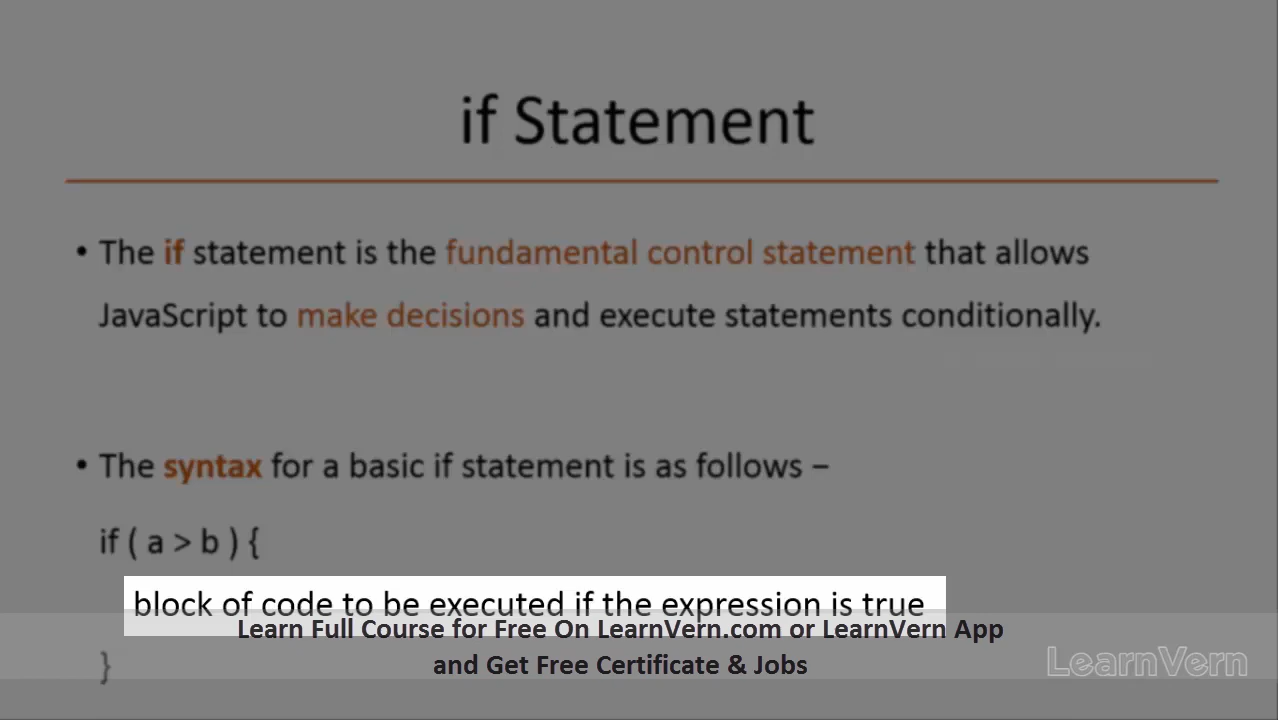 if Statement
• The if statement is the fundamental control statement that allows
JavaScript to make decisions and execute statements conditionally.
• The syntax for a basic if statement is as follows –
if ( a > b ) {
block of code to be executed if the expression is true
Learn Full Course for Free On LearnVern.com or LearnVern App
and Get Free Certificate & Jobs
}
LearnVern